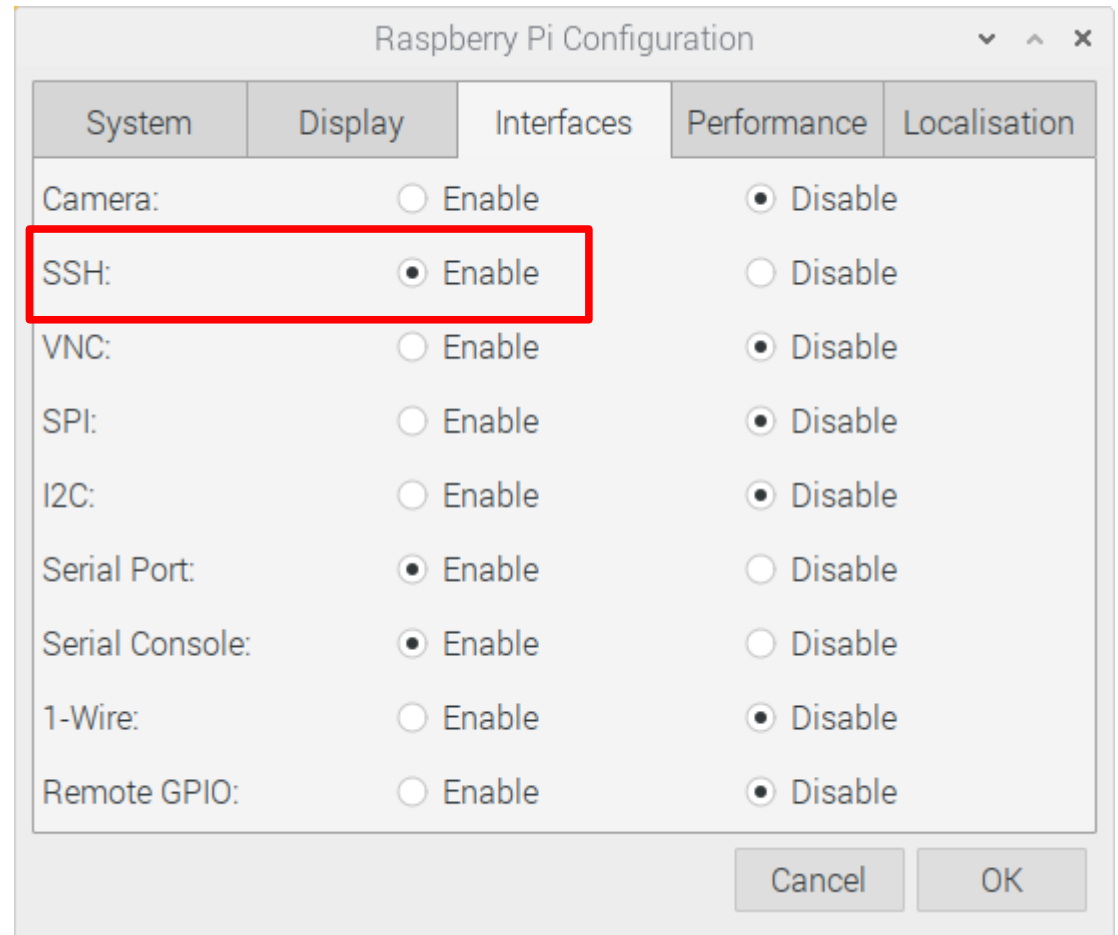 Raspberry Pi Configuration
System Display Interfaces Performance Localisation
Camera: Enable Disable
SSH: Enable Disable
VNC: Enable Disable
SPI: Enable Disable
I2C: Enable Disable
Serial Port: Enable Disable
Serial Console: Enable Disable
1-Wire: Enable Disable
Remote GPIO: Enable Disable
Cancel OK